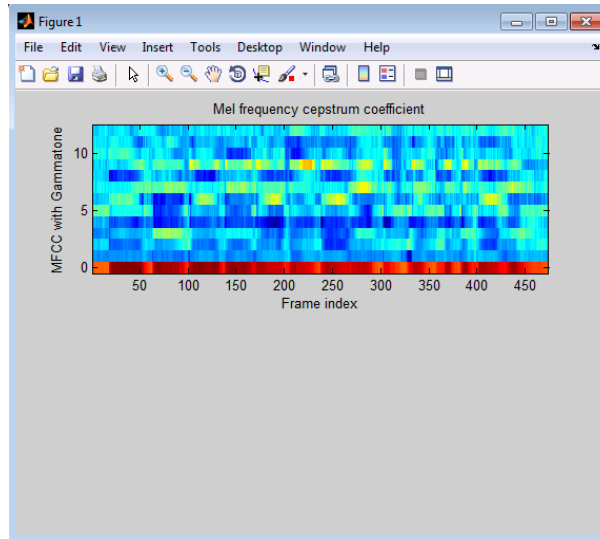 Figure 1
File Edit View Insert Tools Desktop Window Help
Mel frequency cepstrum coefficient
MFCC with Gammatone
10
5
0
50 100 150 200 250 300 350 400 450
Frame index